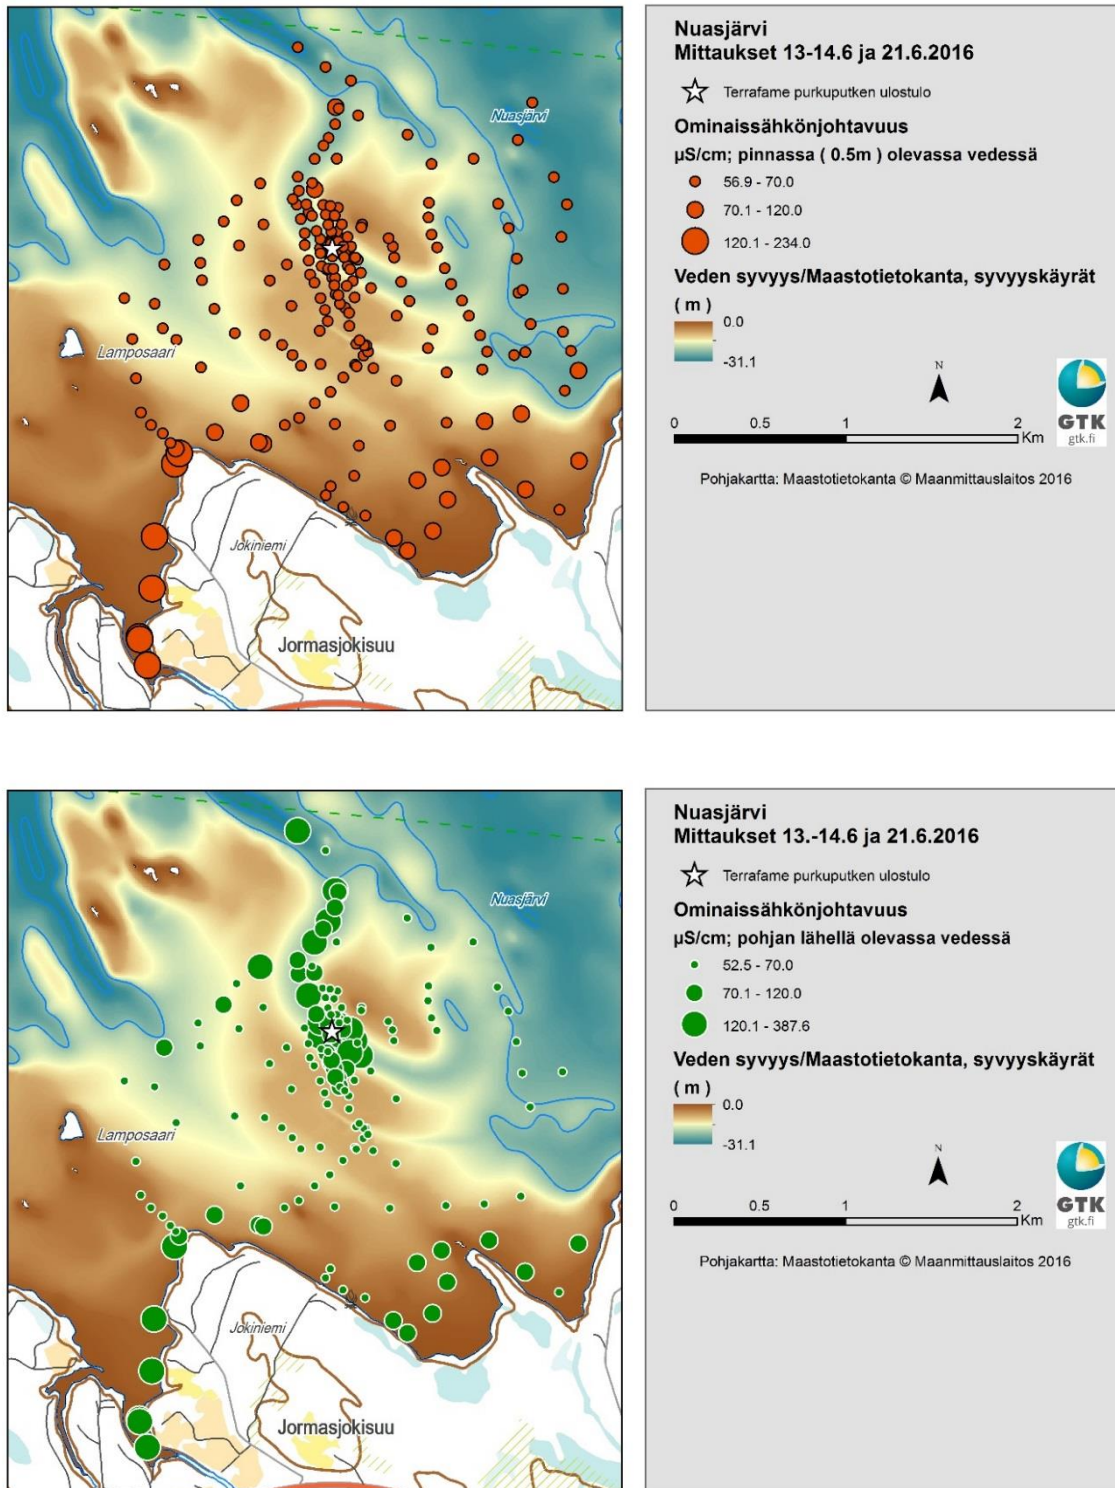 Nuasjärvi
Lamposaari
Jokiniemi
Jormasjokisuu
Nuasjärvi
Mittaukset 13-14.6 ja 21.6.2016
Terrafame purkuputken ulostulo
Ominaissähkönjohtavuus
µS/cm; pinnassa ( 0.5m ) olevassa vedessä
56.9 - 70.0
70.1 - 120.0
120.1 - 234.0
Veden syvyys/Maastotietokanta, syvyyskäyrät
( m )
0.0
-31.1
N
0 0.5 1 2
Km
GTK
gtk.fi
Pohjakartta: Maastotietokanta © Maanmittauslaitos 2016
Nuasjärvi
Lamposaari
Jokiniemi
Jormasjokisuu
Nuasjärvi
Mittaukset 13.-14.6 ja 21.6.2016
Terrafame purkuputken ulostulo
Ominaissähkönjohtavuus
µS/cm; pohjan lähellä olevassa vedessä
52.5 - 70.0
70.1 - 120.0
120.1 - 387.6
Veden syvyys/Maastotietokanta, syvyyskäyrät
( m )
0.0
-31.1
N
0 0.5 1 2
Km
GTK
gtk.fi
Pohjakartta: Maastotietokanta © Maanmittauslaitos 2016